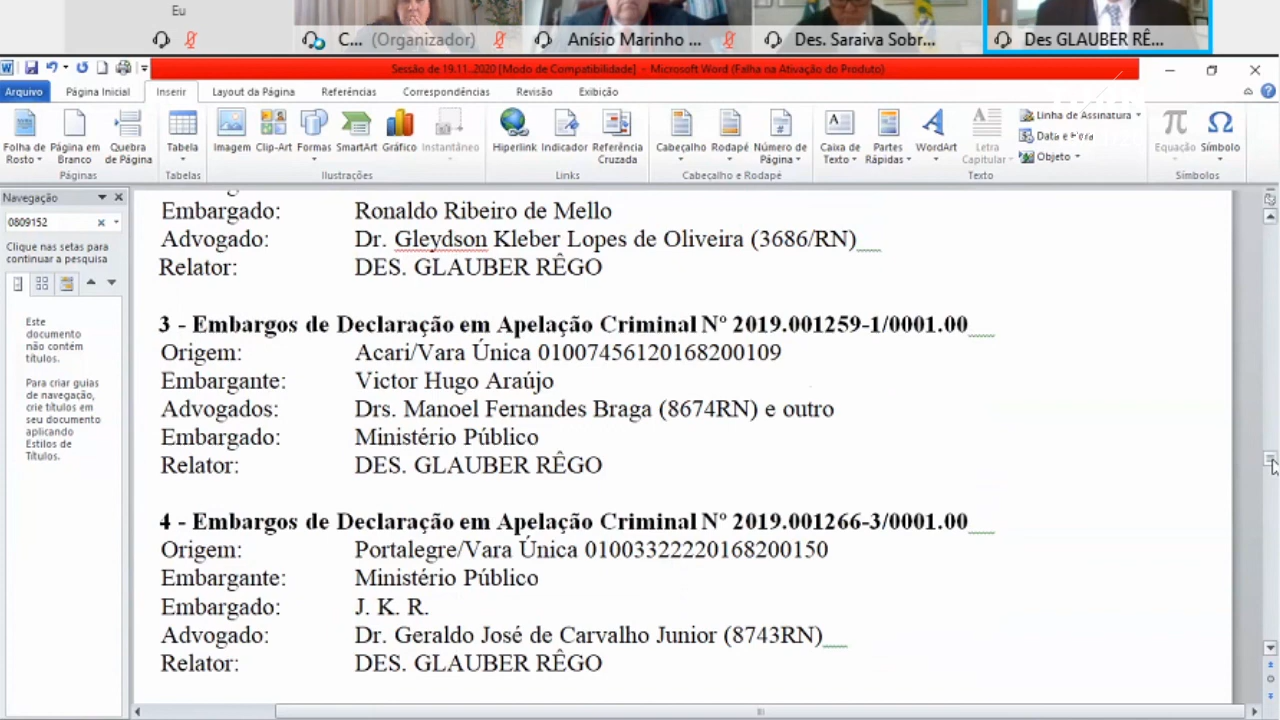 Eu
C... (Organizador)
Anísio Marinho ...
Des. Saraiva Sobr...
Des GLAUBER RÊ...
Sessão de 19.11..2020 [Modo de Compatibilidade] - Microsoft Word (Falha na Ativação do Produto)
Arquivo Página Inicial Inserir Layout da Página Referências Correspondências Revisão Exibição
Folha de Rosto
Página em Branco
Quebra de Página
Tabela
Imagem
Clip-Art
Formas
SmartArt
Gráfico
Instantâneo
Hiperlink
Indicador
Referência Cruzada
Cabeçalho
Rodapé
Número de Página
Caixa de Texto
Partes Rápidas
WordArt
Letra Capitular
Linha de Assinatura
Data e Hora
Objeto
Equação
Símbolo
Páginas Tabelas Ilustrações Links Cabeçalho e Rodapé Texto Símbolos
Navegação
0809152
Clique nas setas para
continuar a pesquisa
Este
documento
não contém
títulos.
Para criar guias
de navegação,
crie títulos em
seu documento
aplicando
Estilos de
Títulos.
Embargado: Ronaldo Ribeiro de Mello
Advogado: Dr. Gleydson Kleber Lopes de Oliveira (3686/RN)
Relator: DES. GLAUBER RÊGO
3 - Embargos de Declaração em Apelação Criminal Nº 2019.001259-1/0001.00
Origem: Acari/Vara Única 01007456120168200109
Embargante: Victor Hugo Araújo
Advogados: Drs. Manoel Fernandes Braga (8674RN) e outro
Embargado: Ministério Público
Relator: DES. GLAUBER RÊGO
4 - Embargos de Declaração em Apelação Criminal Nº 2019.001266-3/0001.00
Origem: Portalegre/Vara Única 01003322220168200150
Embargante: Ministério Público
Embargado: J. K. R.
Advogado: Dr. Geraldo José de Carvalho Junior (8743RN)
Relator: DES. GLAUBER RÊGO